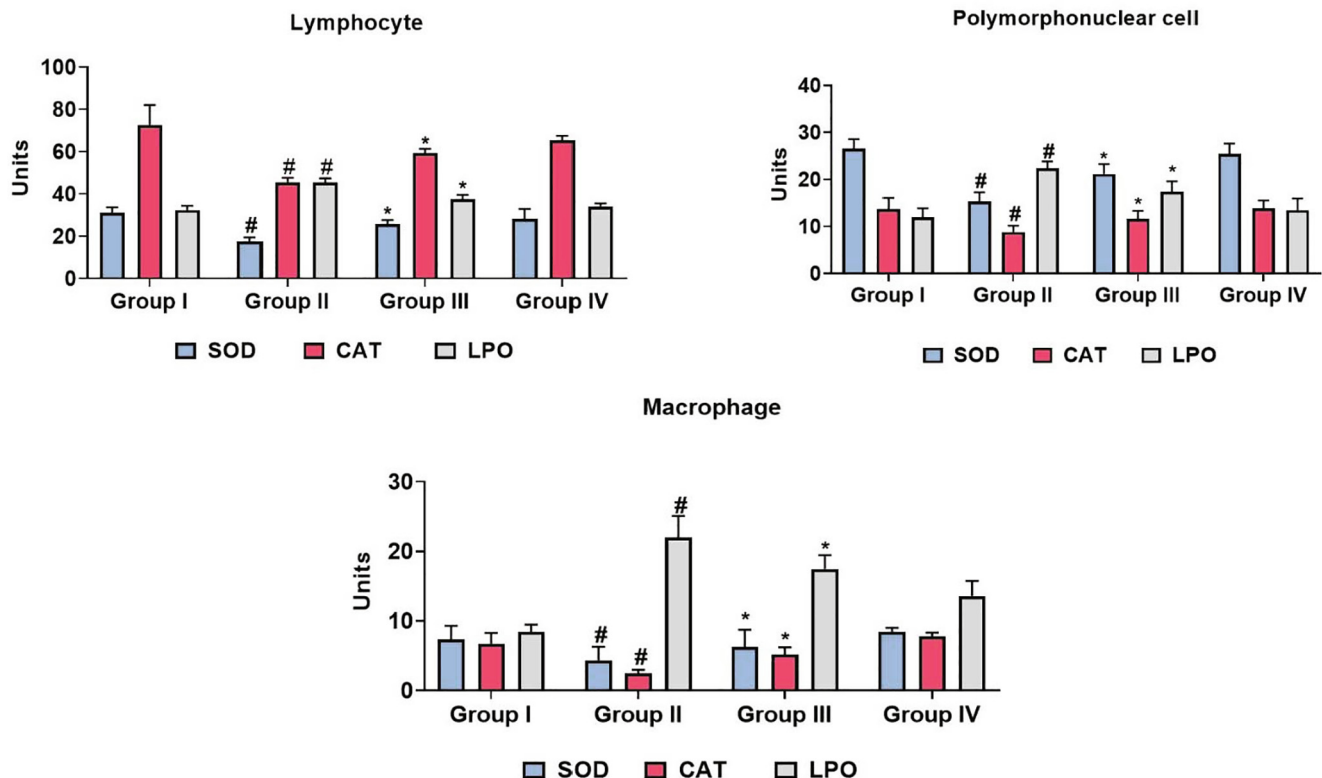 Lymphocyte
Units
100
80
60
40
20
0
# # #
* * *
Group I Group II Group III Group IV
SOD CAT LPO
Polymorphonuclear cell
Units
40
30
20
10
0
# # #
* * *
Group I Group II Group III Group IV
SOD CAT LPO
Macrophage
Units
30
20
10
0
# # #
* * *
Group I Group II Group III Group IV
SOD CAT LPO